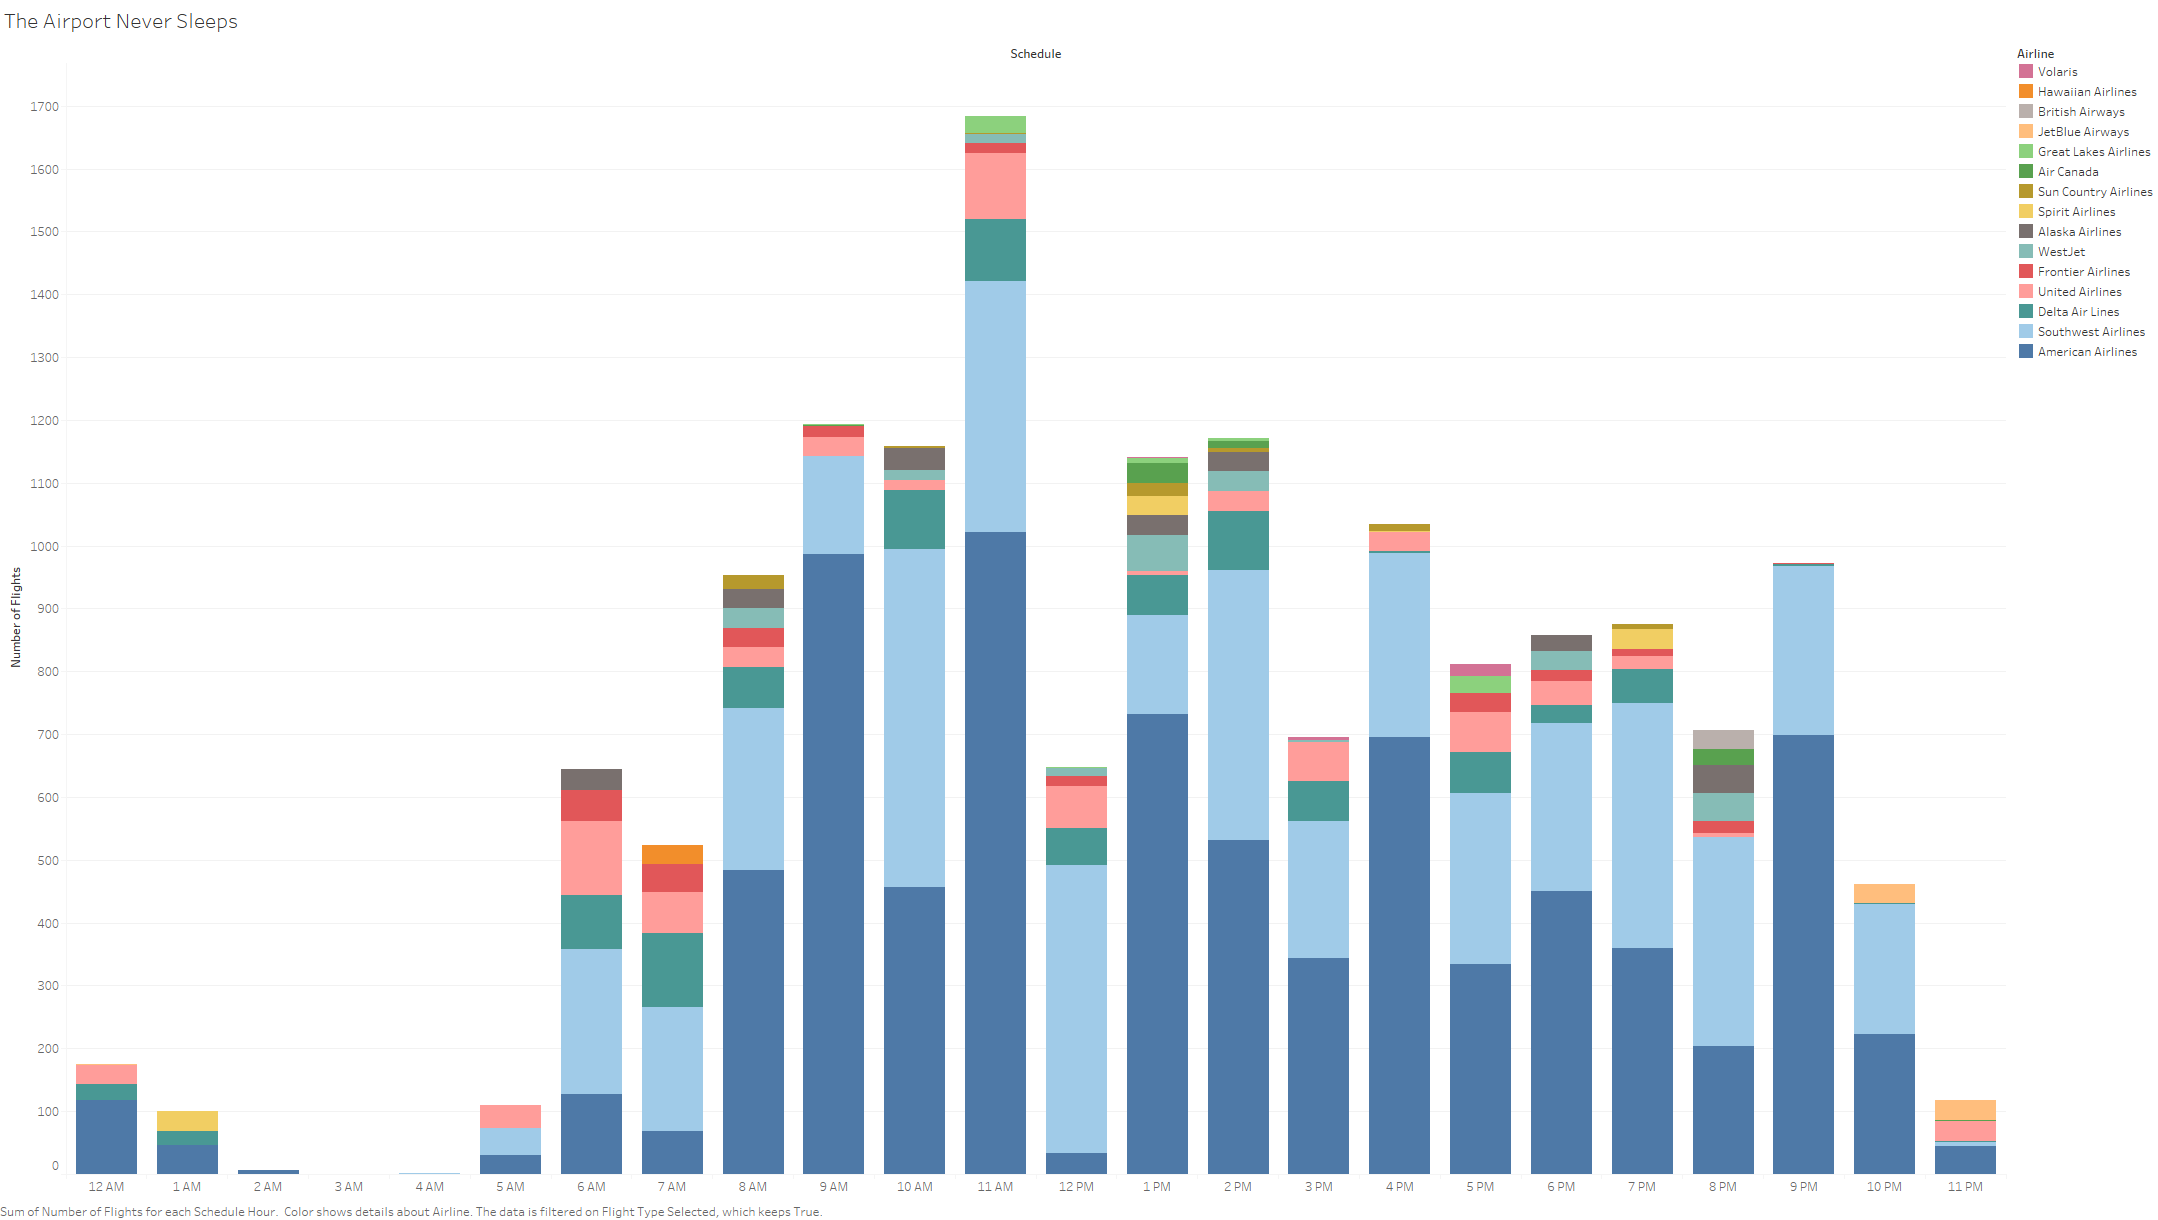 The Airport Never Sleeps
Schedule
Airline
Volaris
Hawaiian Airlines
British Airways
JetBlue Airways
Great Lakes Airlines
Air Canada
Sun Country Airlines
Spirit Airlines
Alaska Airlines
WestJet
Frontier Airlines
United Airlines
Delta Air Lines
Southwest Airlines
American Airlines
Number of Flights
1700
1600
1500
1400
1300
1200
1100
1000
900
800
700
600
500
400
300
200
100
0
12 AM 1 AM 2 AM 3 AM 4 AM 5 AM 6 AM 7 AM 8 AM 9 AM 10 AM 11 AM 12 PM 1 PM 2 PM 3 PM 4 PM 5 PM 6 PM 7 PM 8 PM 9 PM 10 PM 11 PM
Sum of Number of Flights for each Schedule Hour. Color shows details about Airline. The data is filtered on Flight Type Selected, which keeps True.